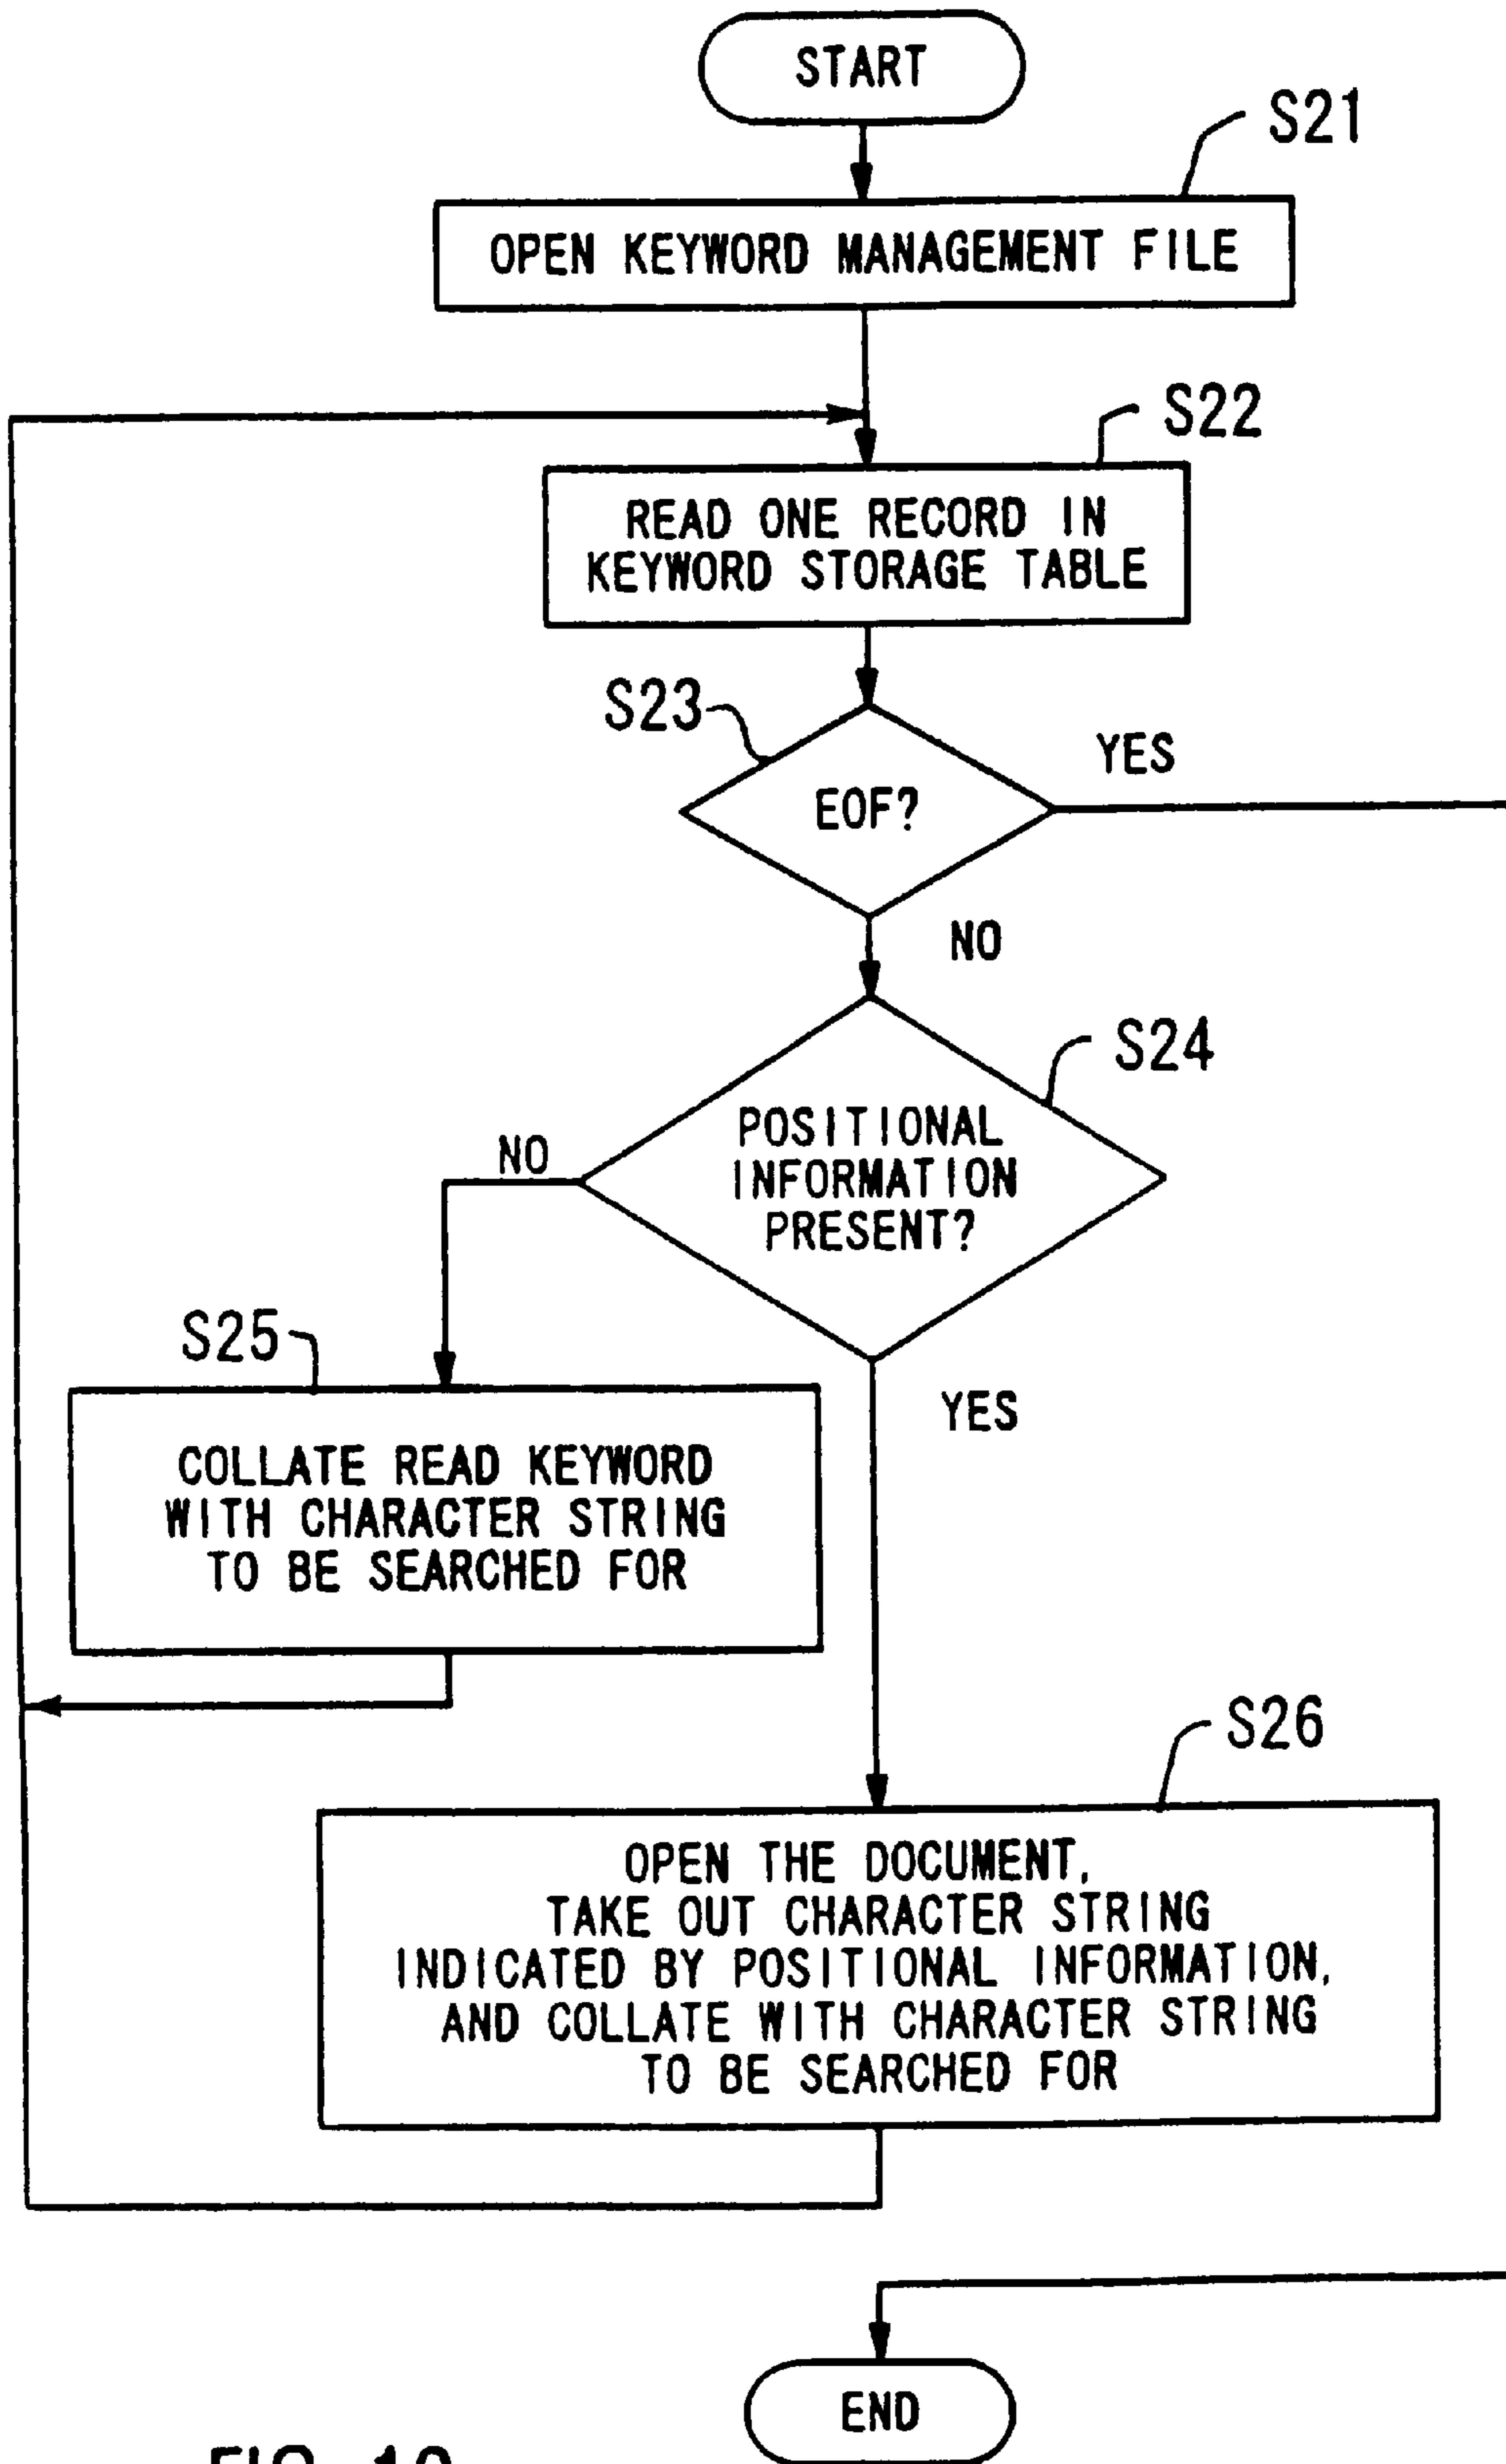 START
S21
OPEN KEYWORD MANAGEMENT FILE
S22
READ ONE RECORD IN
KEYWORD STORAGE TABLE
S23
YES
EOF?
NO
S24
POSITIONAL
INFORMATION
PRESENT?
NO
S25
YES
COLLATE READ KEYWORD
WITH CHARACTER STRING
TO BE SEARCHED FOR
S26
OPEN THE DOCUMENT,
TAKE OUT CHARACTER STRING
INDICATED BY POSITIONAL INFORMATION,
AND COLLATE WITH CHARACTER STRING
TO BE SEARCHED FOR
END